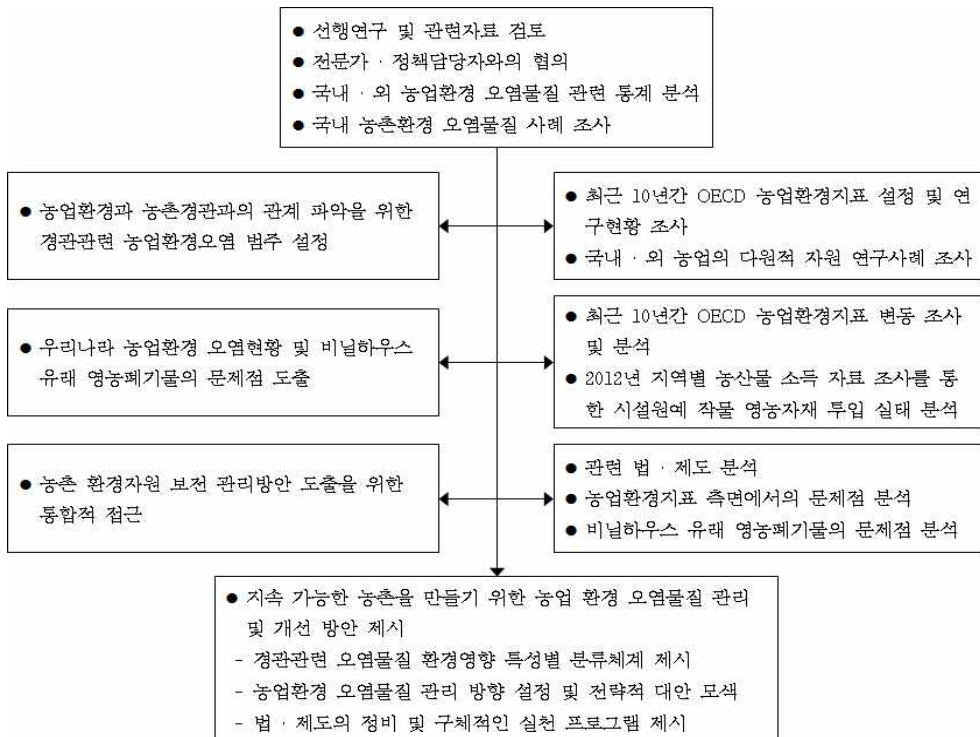 ● 선행연구 및 관련자료 검토
● 전문가 · 정책담당자와의 협의
● 국내 · 외 농업환경 오염물질 관련 통계 분석
● 국내 농촌환경 오염물질 사례 조사
● 농업환경과 농촌경관과의 관계 파악을 위한
경관관련 농업환경오염 범주 설정
● 최근 10년간 OECD 농업환경지표 설정 및 연
구현황 조사
● 국내 · 외 농업의 다원적 자원 연구사례 조사
● 우리나라 농업환경 오염현황 및 비닐하우스
유래 영농폐기물의 문제점 도출
● 최근 10년간 OECD 농업환경지표 변동 조사
및 분석
● 2012년 지역별 농산물 소득 자료 조사를 통
한 시설원예 작물 영농자재 투입 실태 분석
● 농촌 환경자원 보전 관리방안 도출을 위한
통합적 접근
● 관련 법 · 제도 분석
● 농업환경지표 측면에서의 문제점 분석
● 비닐하우스 유래 영농폐기물의 문제점 분석
● 지속 가능한 농촌을 만들기 위한 농업 환경 오염물질 관리
및 개선 방안 제시
- 경관관련 오염물질 환경영향 특성별 분류체계 제시
- 농업환경 오염물질 관리 방향 설정 및 전략적 대안 모색
- 법 · 제도의 정비 및 구체적인 실천 프로그램 제시